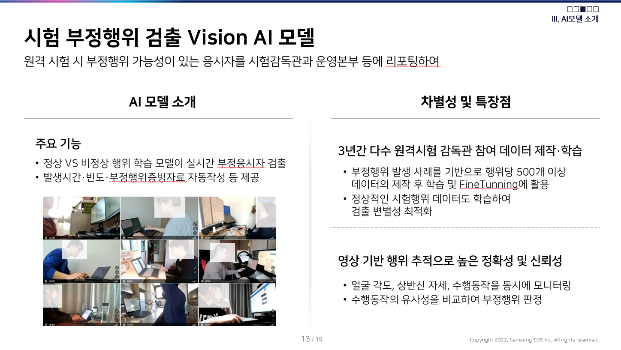 III. AI모델 소개
시험 부정행위 검출 Vision AI 모델
원격 시험 시 부정행위 가능성이 있는 응시자를 시험감독관과 운영본부 등에 리포팅하여
AI 모델 소개
주요 기능
• 정상 VS 비정상 행위 학습 모델이 실시간 부정응시자 검출
• 발생시간·빈도·부정행위증빙자료 자동작성 등 제공
차별성 및 특장점
3년간 다수 원격시험 감독관 참여 데이터 제작·학습
• 부정행위 발생 사례를 기반으로 행위당 500개 이상
데이터의 제작 후 학습 및 FineTunning에 활용
• 정상적인 시험행위 데이터도 학습하여
검출 변별성 최적화
영상 기반 행위 추적으로 높은 정확성 및 신뢰성
• 얼굴 각도, 상반신 자세, 수행동작을 동시에 모니터링
• 수행동작의 유사성을 비교하여 부정행위 판정
13 / 19
Copyright 2022, Samsung SDS Inc. All rights reserved.